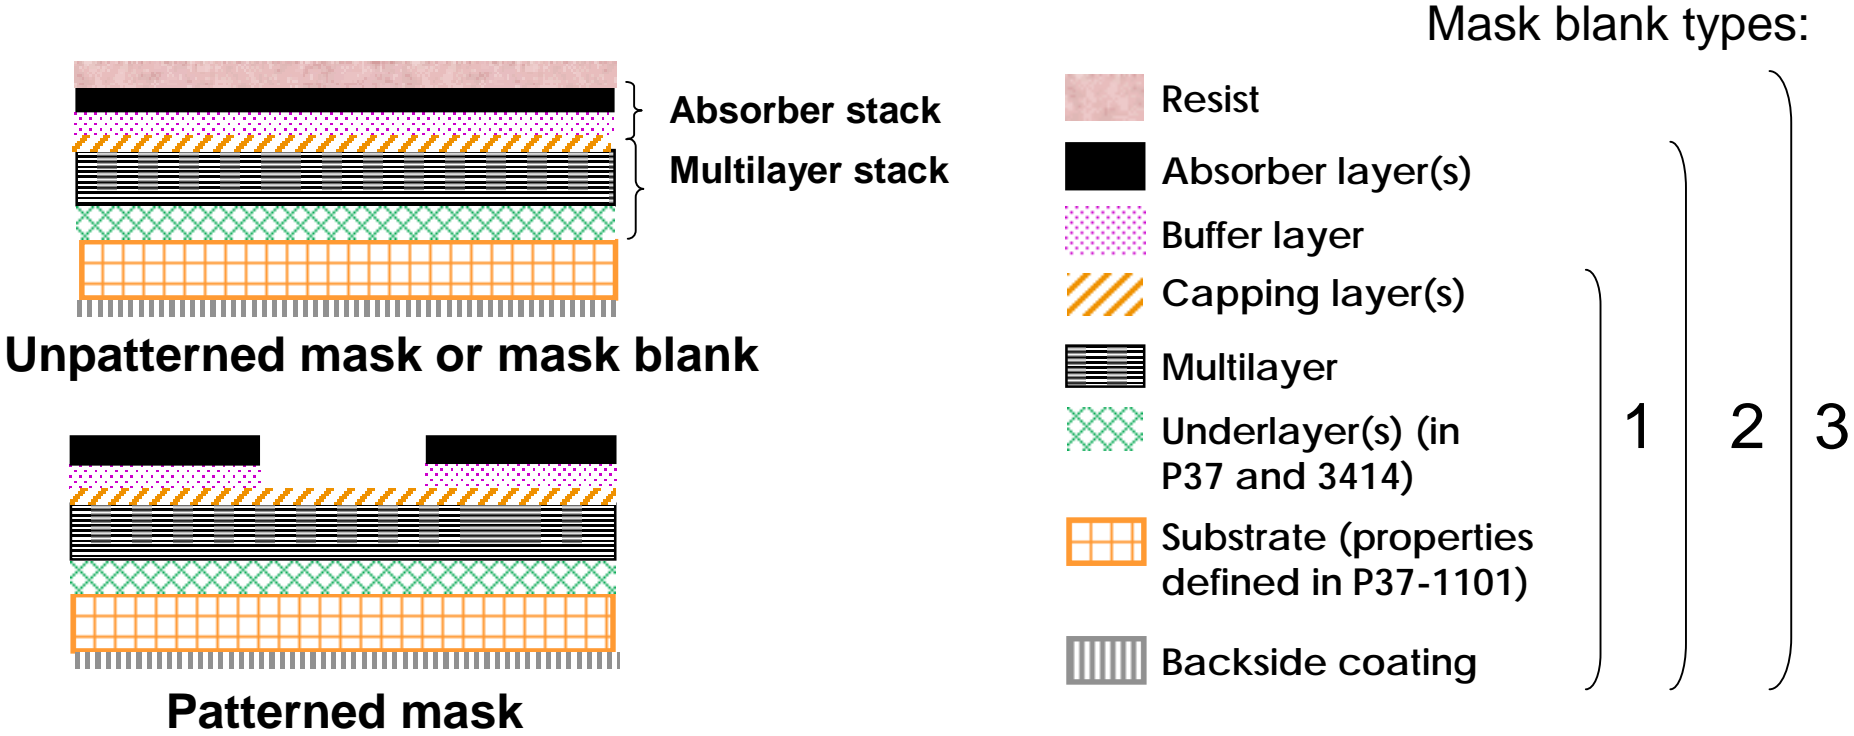 Mask blank types:
Absorber stack
Multilayer stack
Unpatterned mask or mask blank
Patterned mask
Resist
Absorber layer(s)
Buffer layer
Capping layer(s)
Multilayer
Underlayer(s) (in
P37 and 3414)
Substrate (properties
defined in P37-1101)
Backside coating
1
2
3